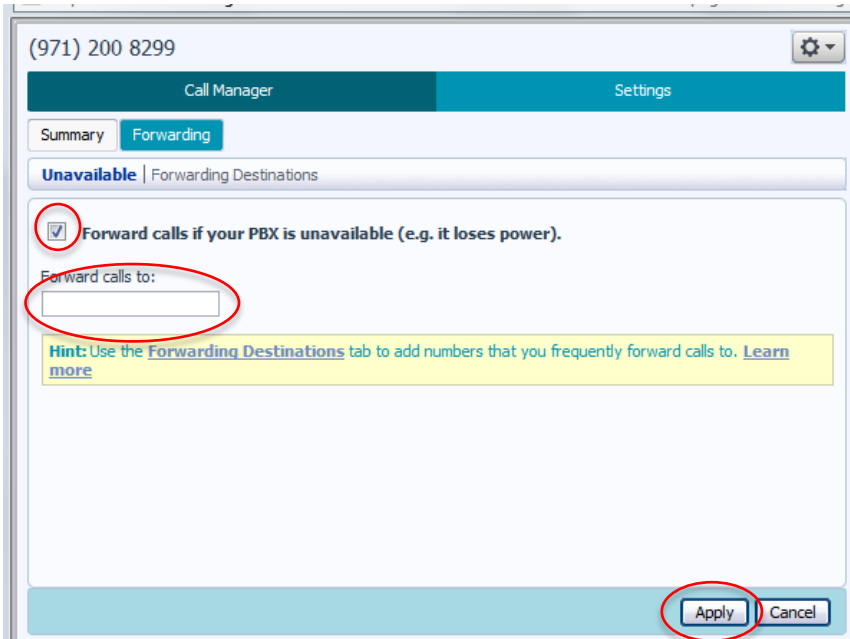 (971) 200 8299
Call Manager Settings
Summary Forwarding
Unavailable | Forwarding Destinations
Forward calls if your PBX is unavailable (e.g. it loses power).
Forward calls to:
Hint: Use the Forwarding Destinations tab to add numbers that you frequently forward calls to. Learn
more
Apply Cancel